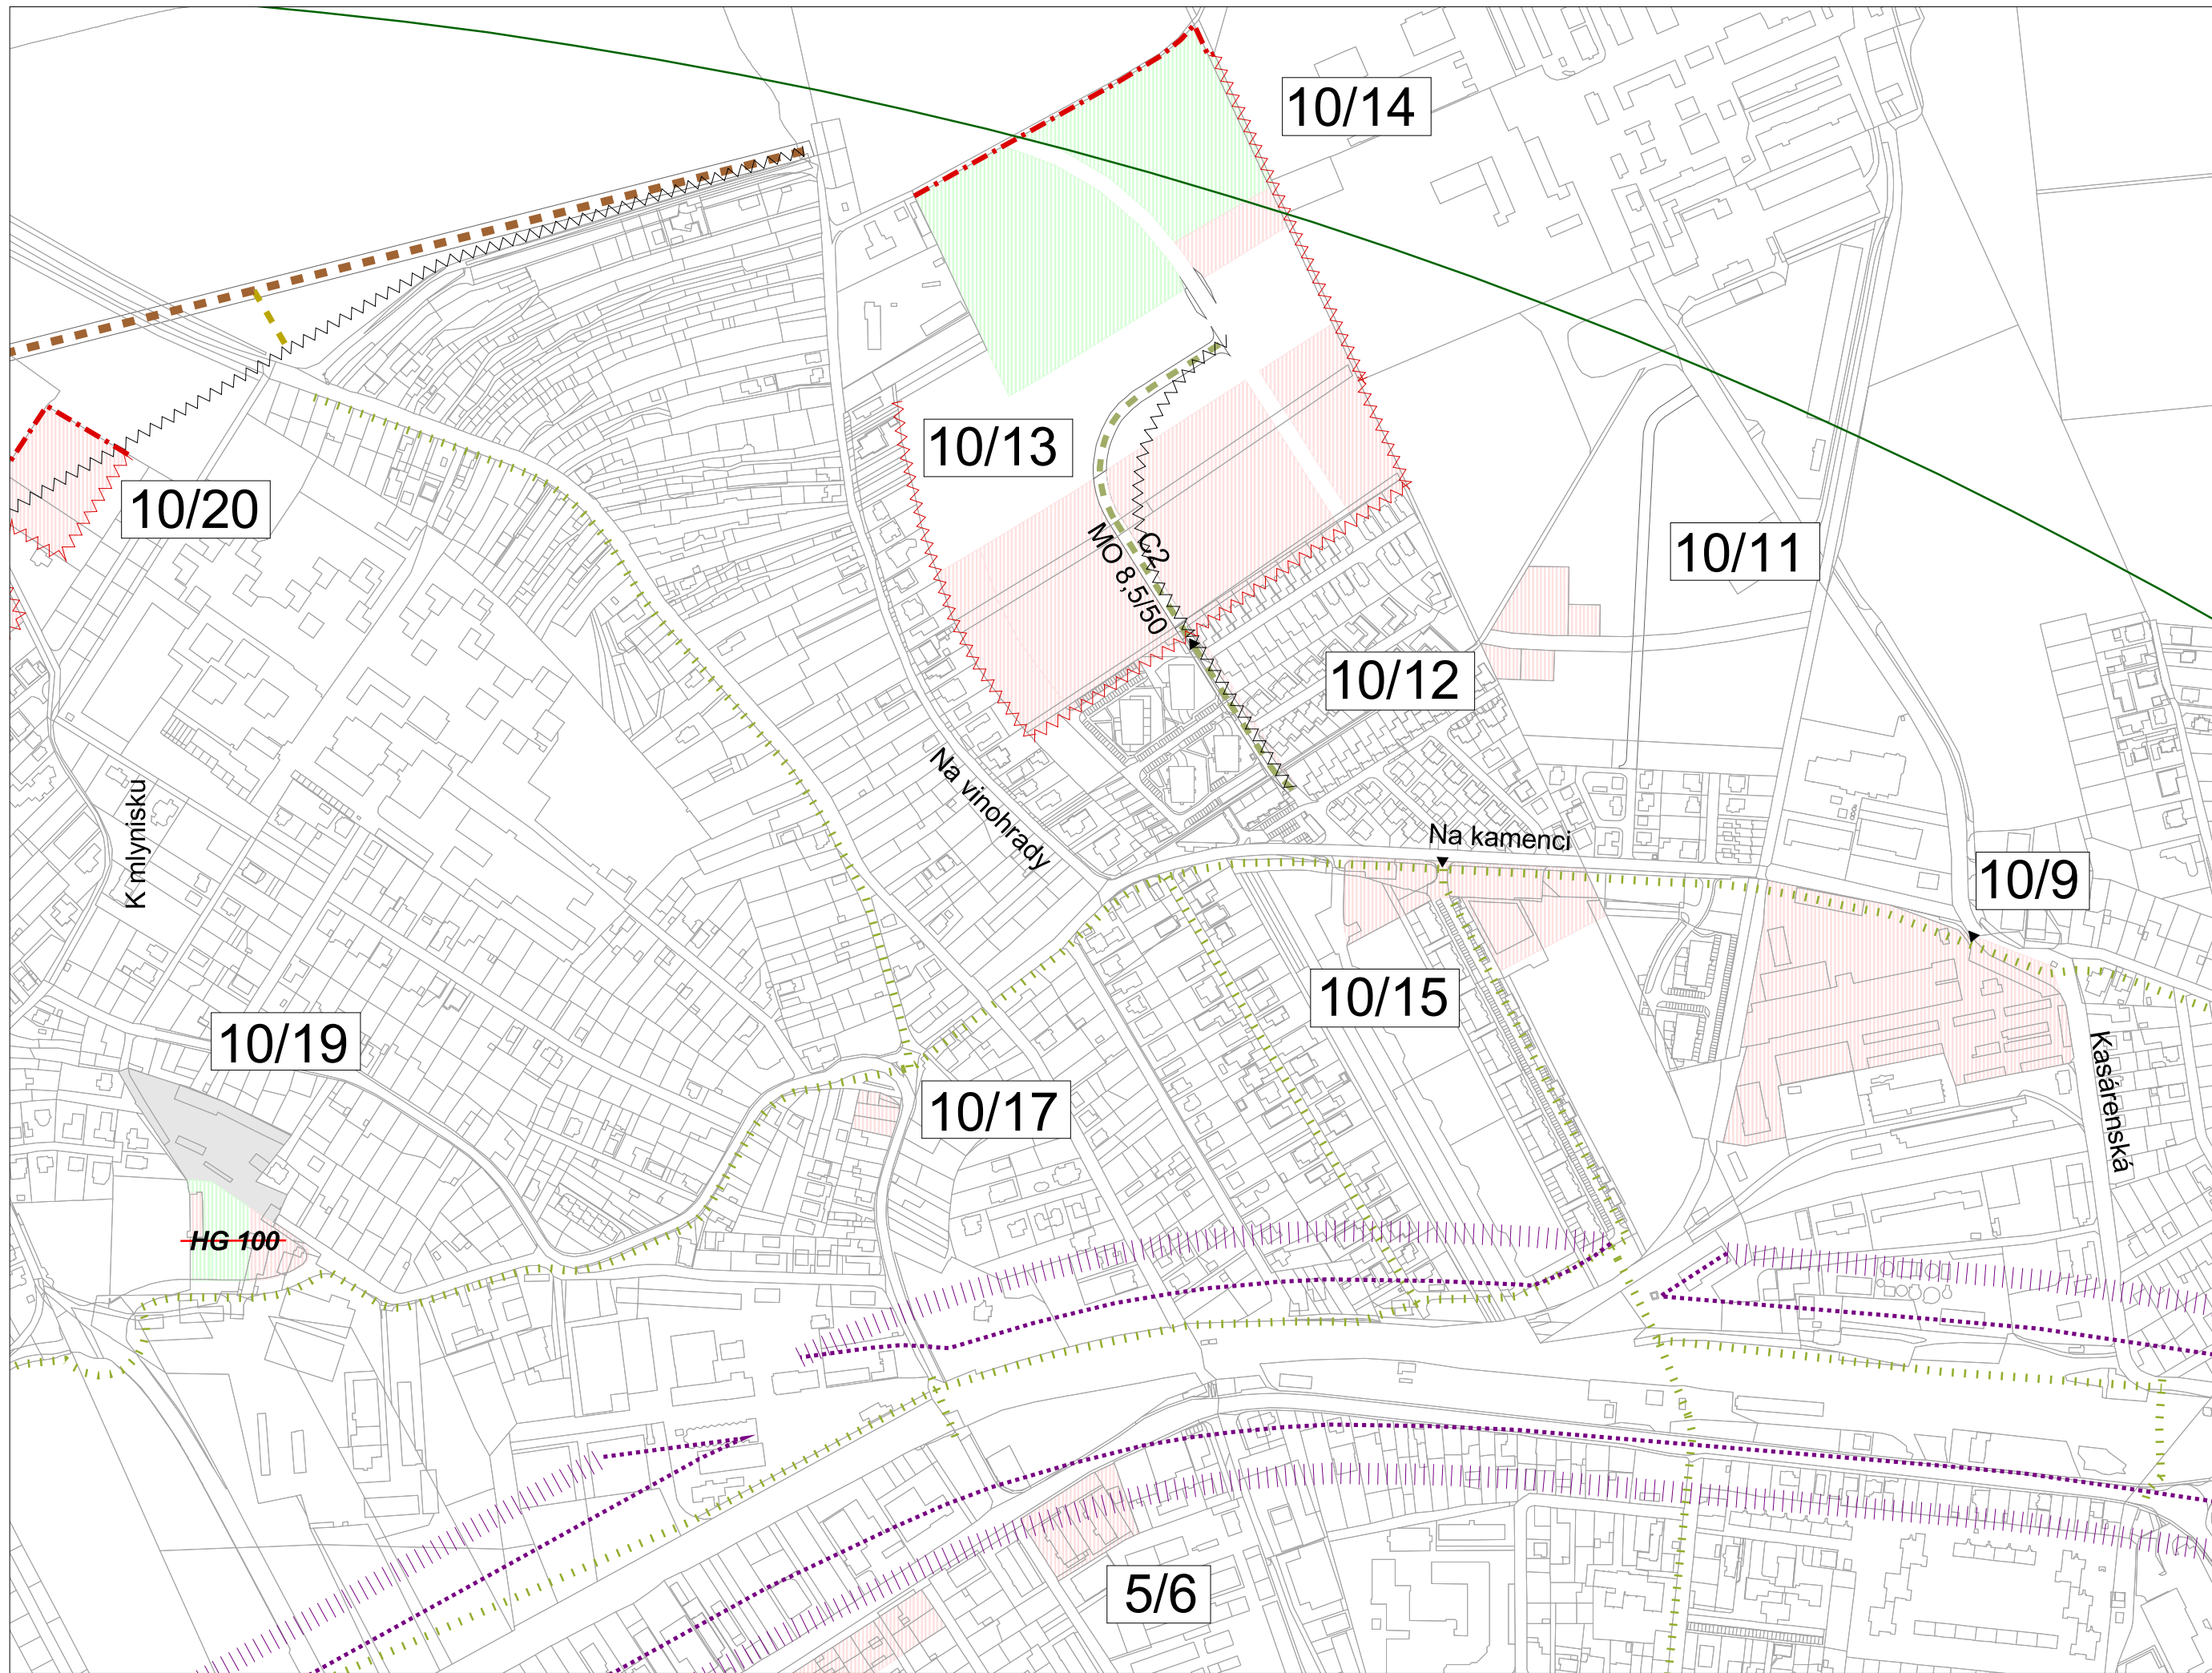 10/14
10/13
10/20
10/11
C2
MO 8,5/50
10/12
Na vinohrady
K mlynisku
Na kamenci
10/9
10/15
10/19
Kasárenská
10/17
HG 100
5/6